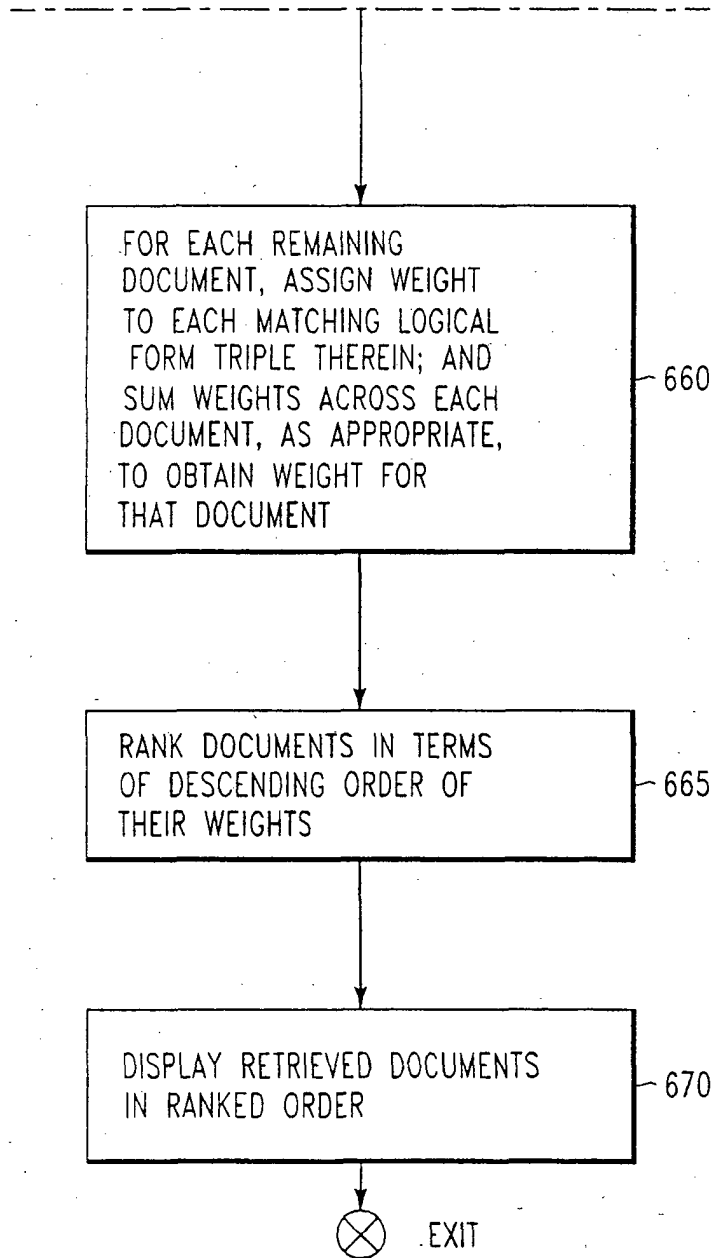 FOR EACH REMAINING
DOCUMENT, ASSIGN WEIGHT
TO EACH MATCHING LOGICAL
FORM TRIPLE THEREIN; AND
SUM WEIGHTS ACROSS EACH
DOCUMENT, AS APPROPRIATE,
TO OBTAIN WEIGHT FOR
THAT DOCUMENT
660
RANK DOCUMENTS IN TERMS
OF DESCENDING ORDER OF
THEIR WEIGHTS
665
DISPLAY RETRIEVED DOCUMENTS
IN RANKED ORDER
670
EXIT